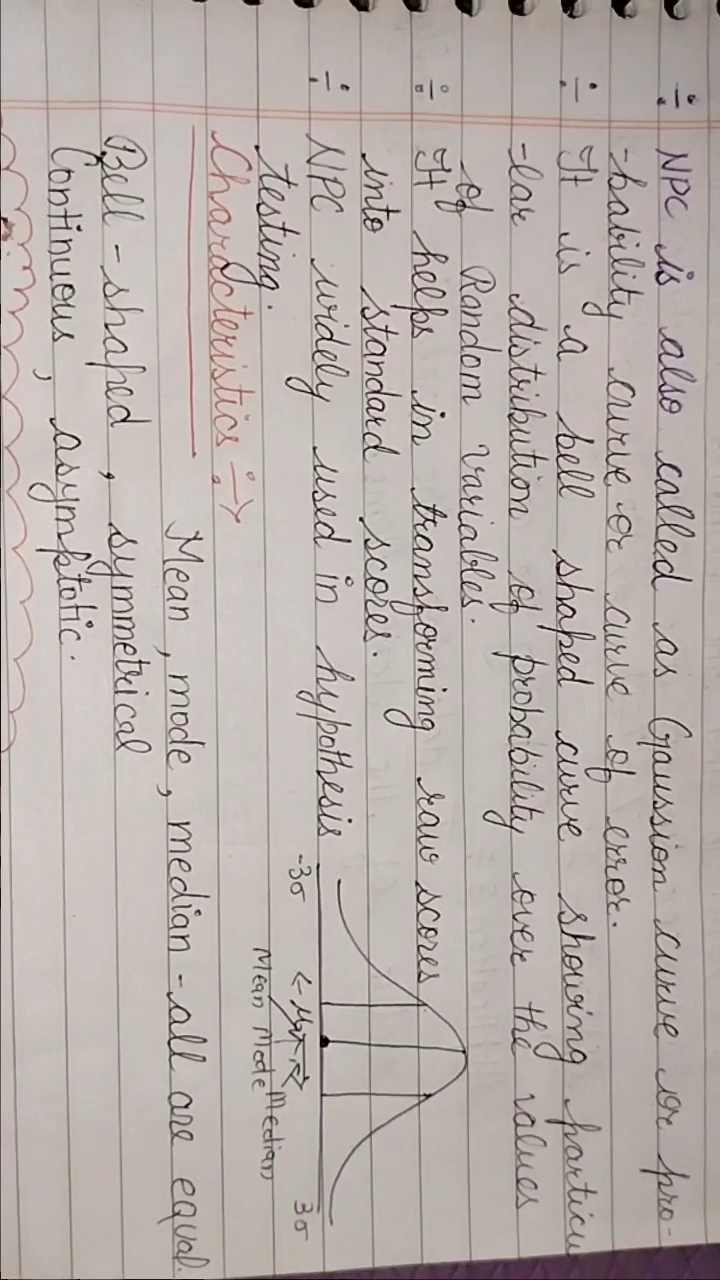 ÷ NPC is also called as Gaussion curve or pro-
-bability curve or curve of error.
÷ It is a bell shaped curve showing particu
-lar distribution of probability over the values
of Random variables.
÷ It helps in transforming raw scores
into standard scores.
÷ NPC widely used in hypothesis
testing.
-3σ 3σ
Mean Mode Median
Characteristics :->
Mean, mode, median - all are equal.
Bell-shaped, symmetrical
Continuous, asymptotic.